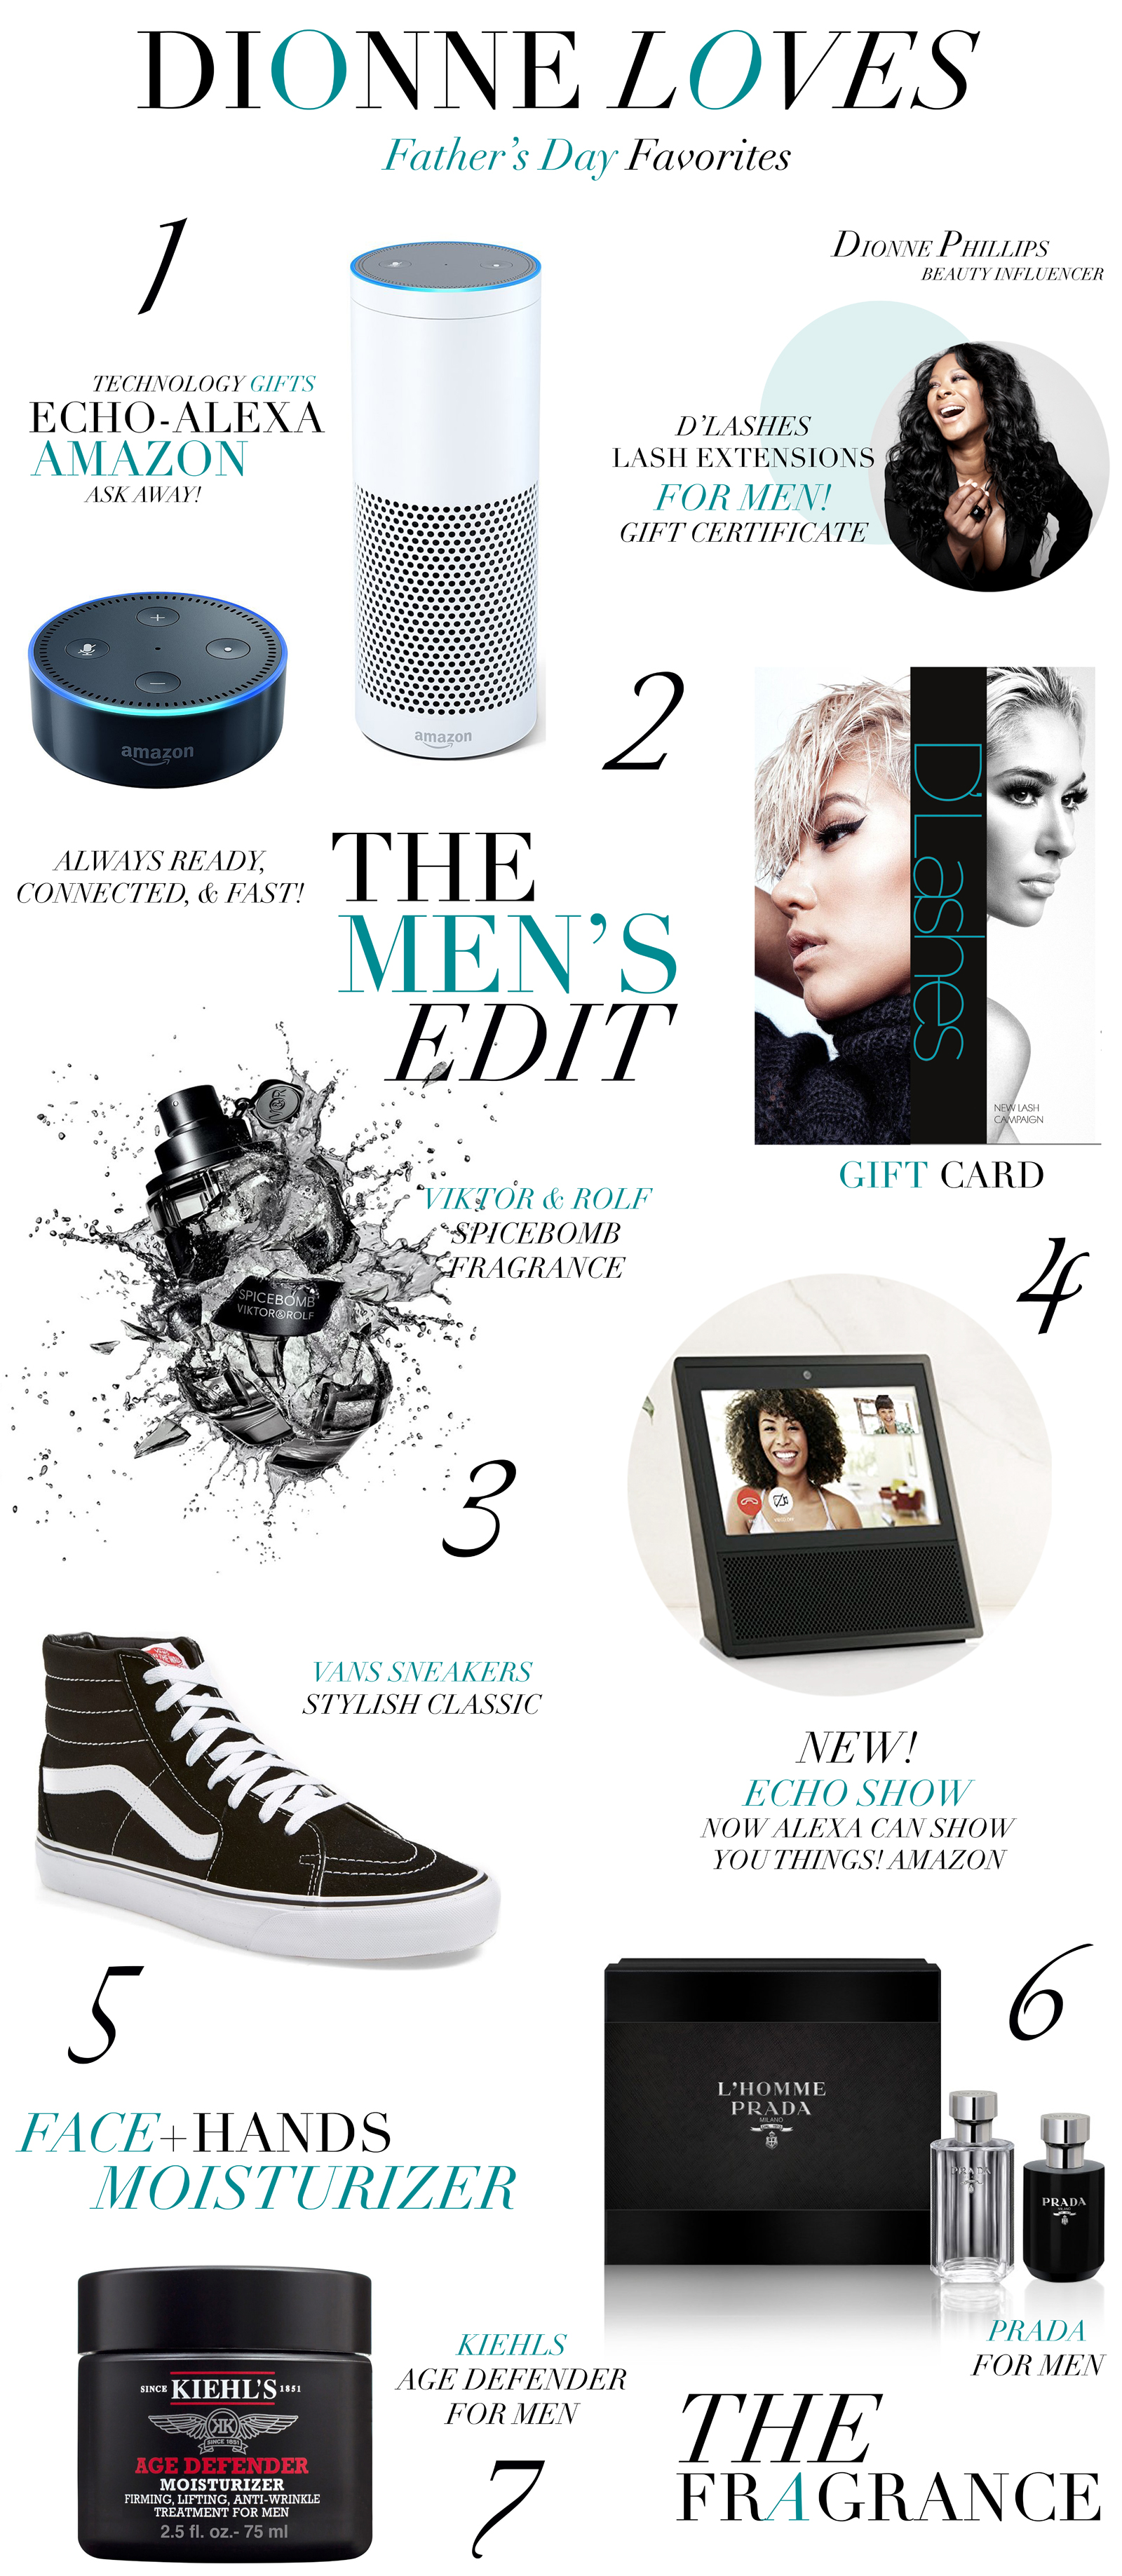 DIONNE LOVES
Father's Day Favorites
1
TECHNOLOGY GIFTS
ECHO-ALEXA
AMAZON
ASK AWAY!
amazon
amazon
DIONNE PHILLIPS
BEAUTY INFLUENCER
D'LASHES
LASH EXTENSIONS
FOR MEN!
GIFT CERTIFICATE
2
D'Lashes
NEW LASH
CAMPAIGN
GIFT CARD
ALWAYS READY,
CONNECTED, & FAST!
THE
MEN'S
EDIT
V&R
SPICEBOMB
VIKTOR&ROLF
VIKTOR & ROLF
SPICEBOMB
FRAGRANCE
3
4
NEW!
ECHO SHOW
NOW ALEXA CAN SHOW
YOU THINGS! AMAZON
VANS SNEAKERS
STYLISH CLASSIC
5
6
L'HOMME
PRADA
MILANO
PRADA
PRADA
MILANO
PRADA
FOR MEN
THE
FRAGRANCE
FACE+HANDS
MOISTURIZER
SINCE KIEHL'S 1851
KK
SINCE 1851
AGE DEFENDER
MOISTURIZER
FIRMING, LIFTING, ANTI-WRINKLE
TREATMENT FOR MEN
2.5 fl. oz.- 75 ml
KIEHLS
AGE DEFENDER
FOR MEN
7